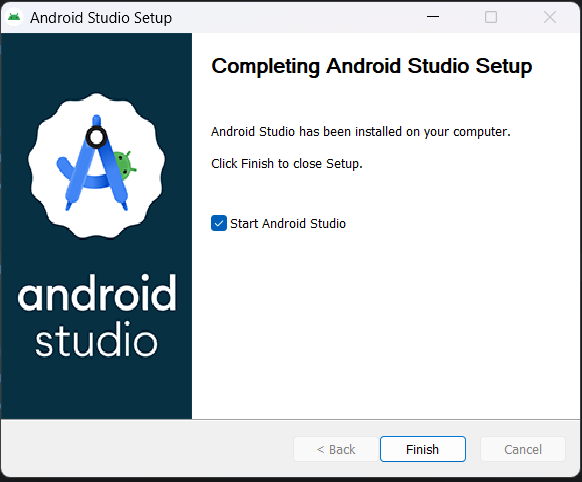 Android Studio Setup
Completing Android Studio Setup
Android Studio has been installed on your computer.
Click Finish to close Setup.
Start Android Studio
android
studio
< Back
Finish
Cancel